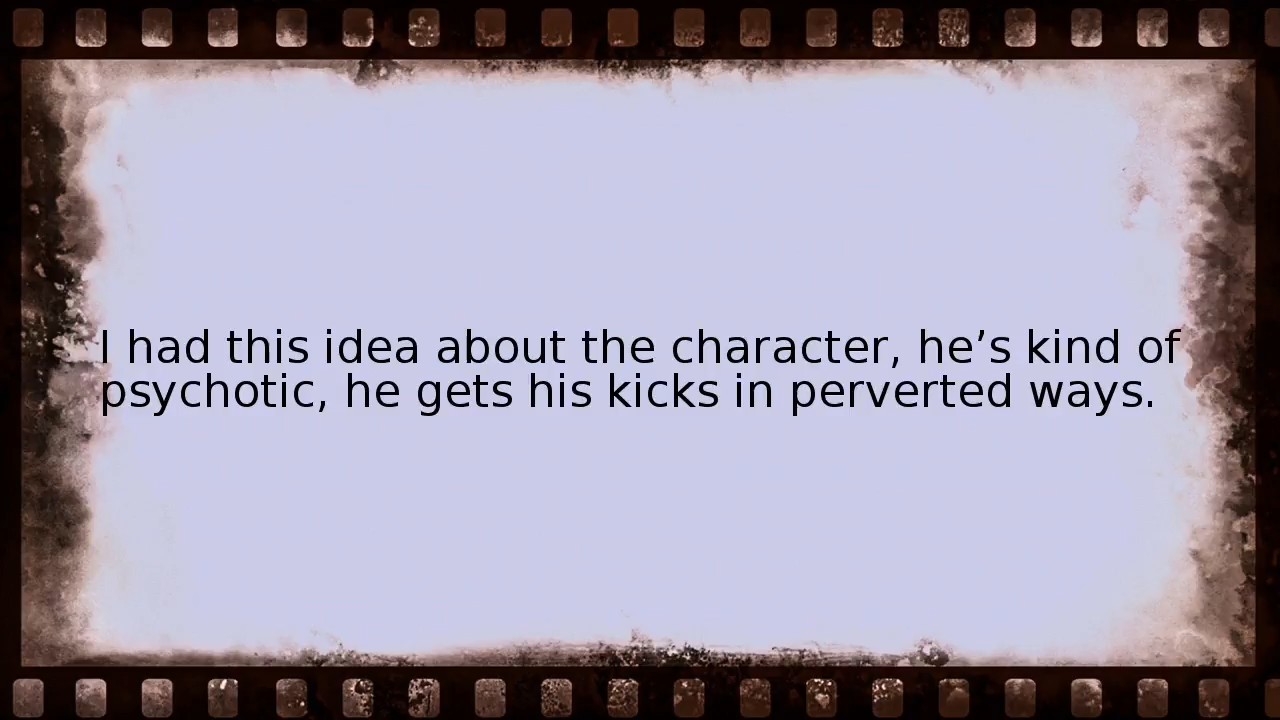 I had this idea about the character, he’s kind of
psychotic, he gets his kicks in perverted ways.